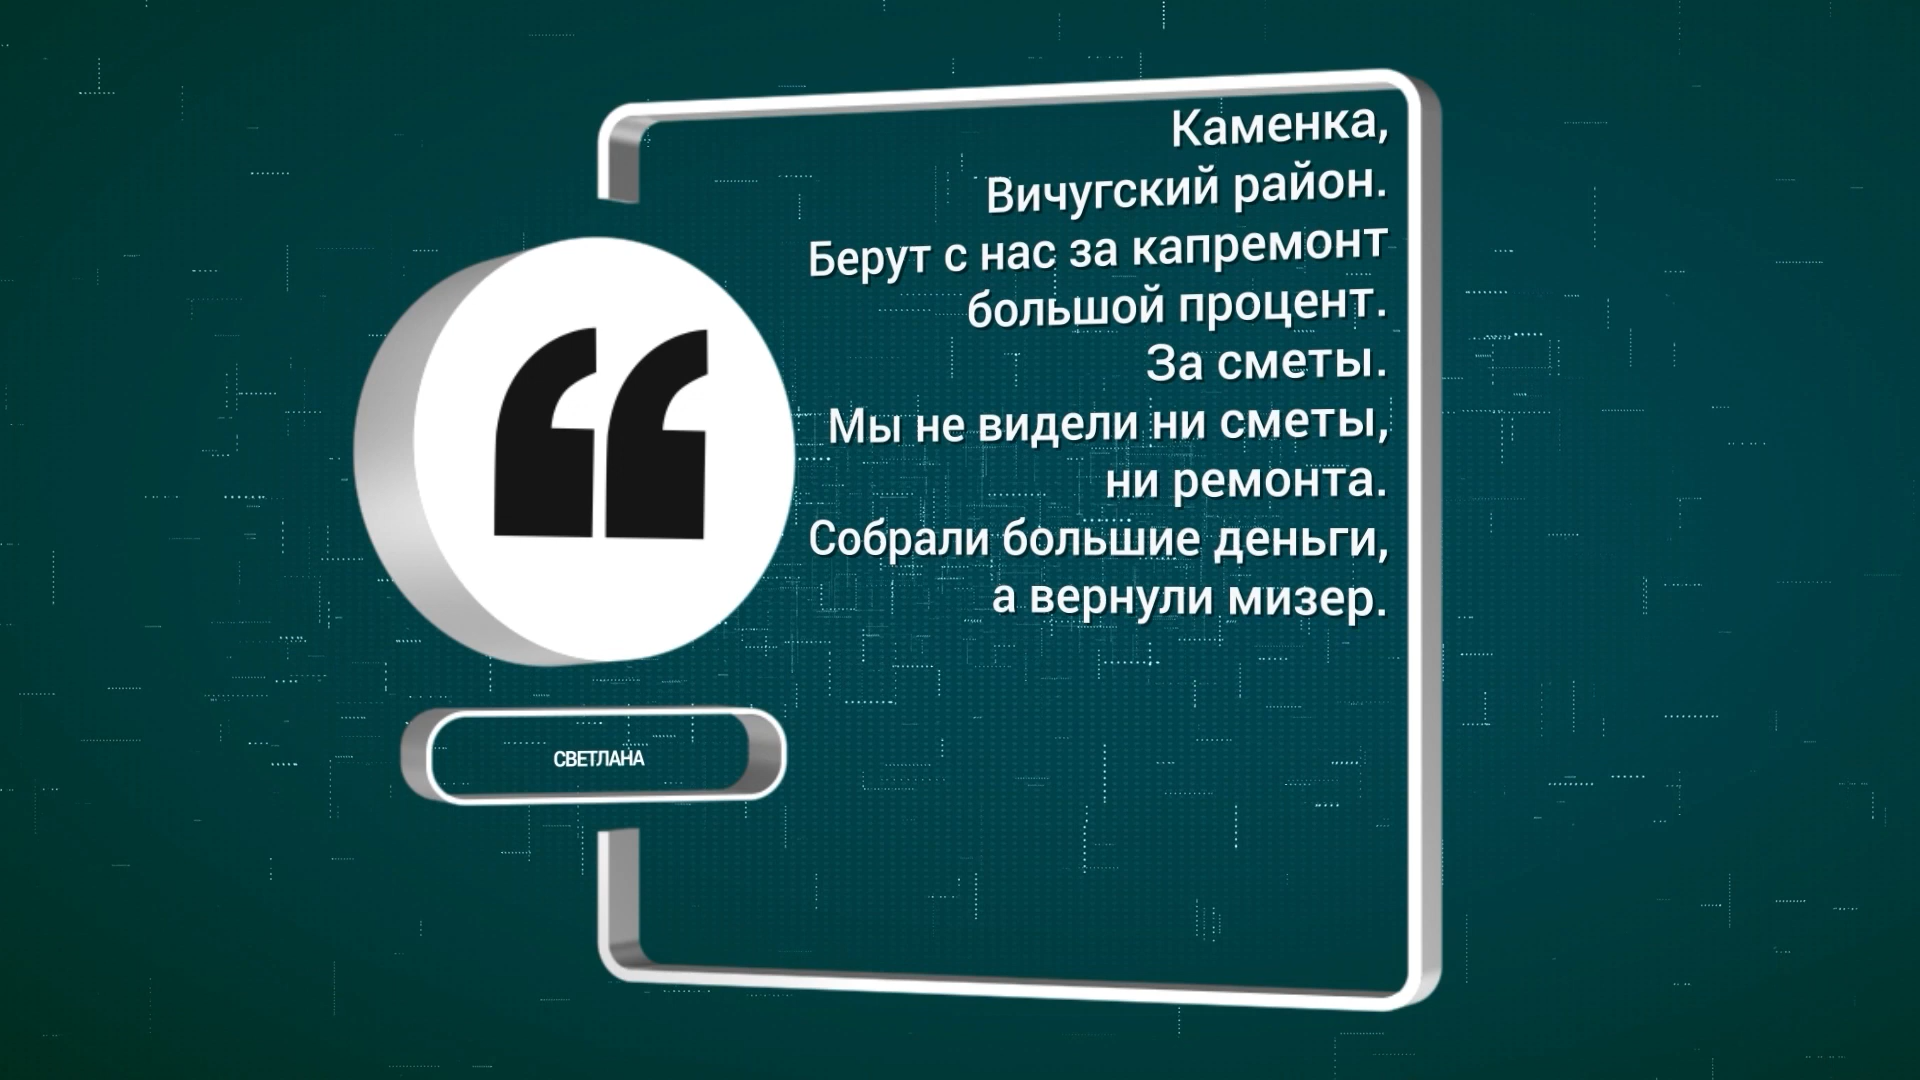 Каменка,
Вичугский район.
Берут с нас за капремонт
большой процент.
За сметы.
Мы не видели ни сметы,
ни ремонта.
Собрали большие деньги,
а вернули мизер.
СВЕТЛАНА